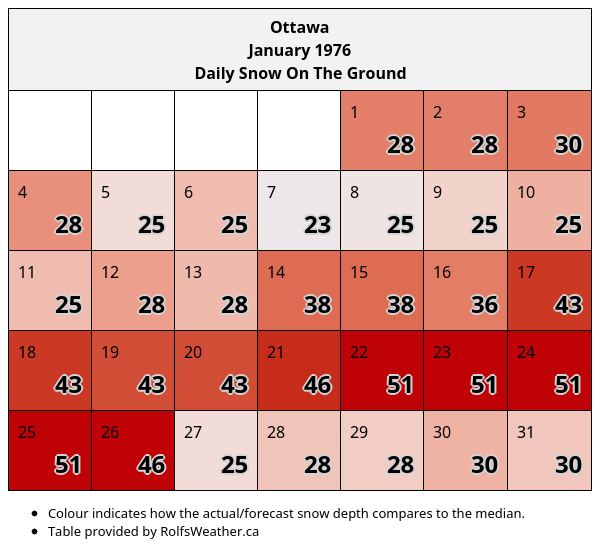 Ottawa
January 1976
Daily Snow On The Ground
1 2 3
28 28 30
4 5 6 7 8 9 10
28 25 25 23 25 25 25
11 12 13 14 15 16 17
25 28 28 38 38 36 43
18 19 20 21 22 23 24
43 43 43 46 51 51 51
25 26 27 28 29 30 31
51 46 25 28 28 30 30
• Colour indicates how the actual/forecast snow depth compares to the median.
• Table provided by RolfsWeather.ca